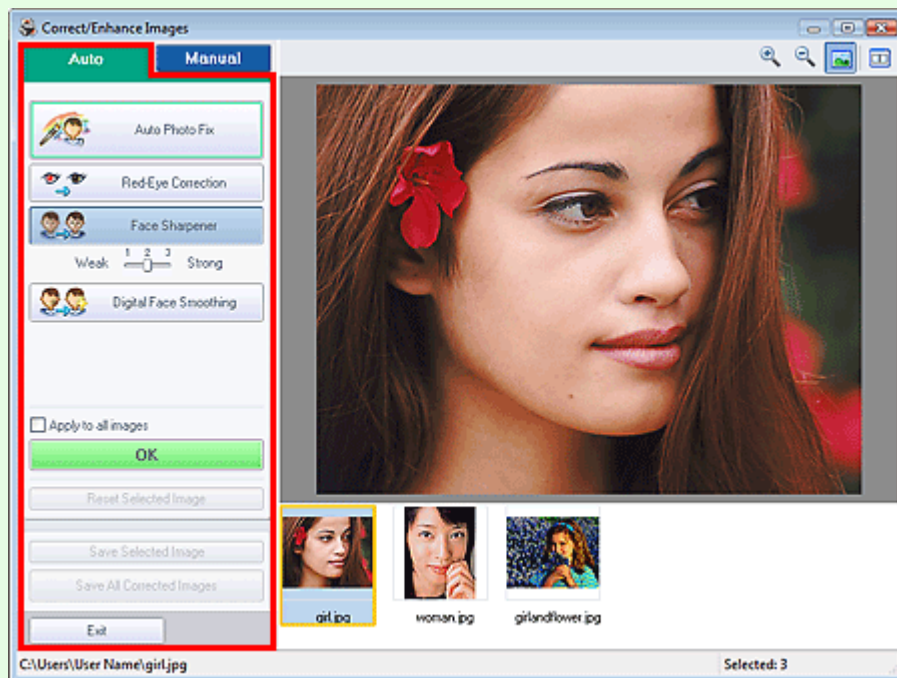 Correct/Enhance Images
Auto Manual
Auto Photo Fix
Red-Eye Correction
Face Sharpener
1 2 3
Weak Strong
Digital Face Smoothing
Apply to all images
OK
Reset Selected Image
Save Selected Image
Save All Corrected Images
Exit
girl.jpg woman.jpg girlandflower.jpg
C:\Users\User Name\girl.jpg Selected: 3